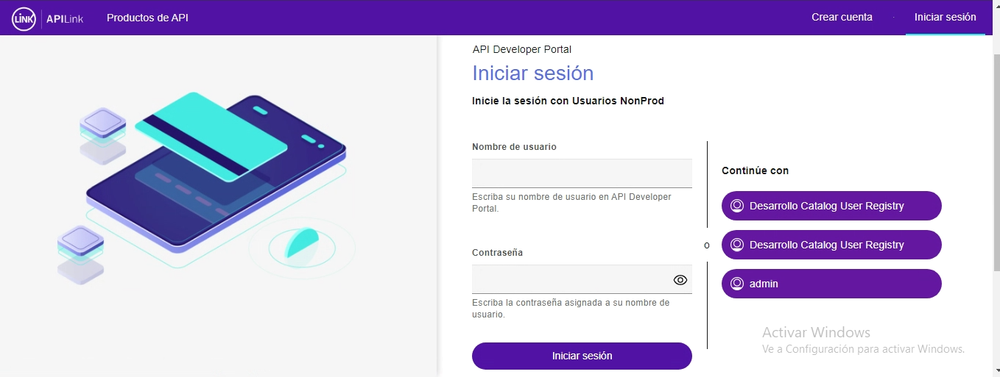 LINK APILink Productos de API Crear cuenta · Iniciar sesión
API Developer Portal
Iniciar sesión
Inicie la sesión con Usuarios NonProd
Nombre de usuario
Escriba su nombre de usuario en API Developer
Portal.
Contraseña
Escriba la contraseña asignada a su nombre de
usuario.
Iniciar sesión
o
Continúe con
Desarrollo Catalog User Registry
Desarrollo Catalog User Registry
admin
Activar Windows
Ve a Configuración para activar Windows.